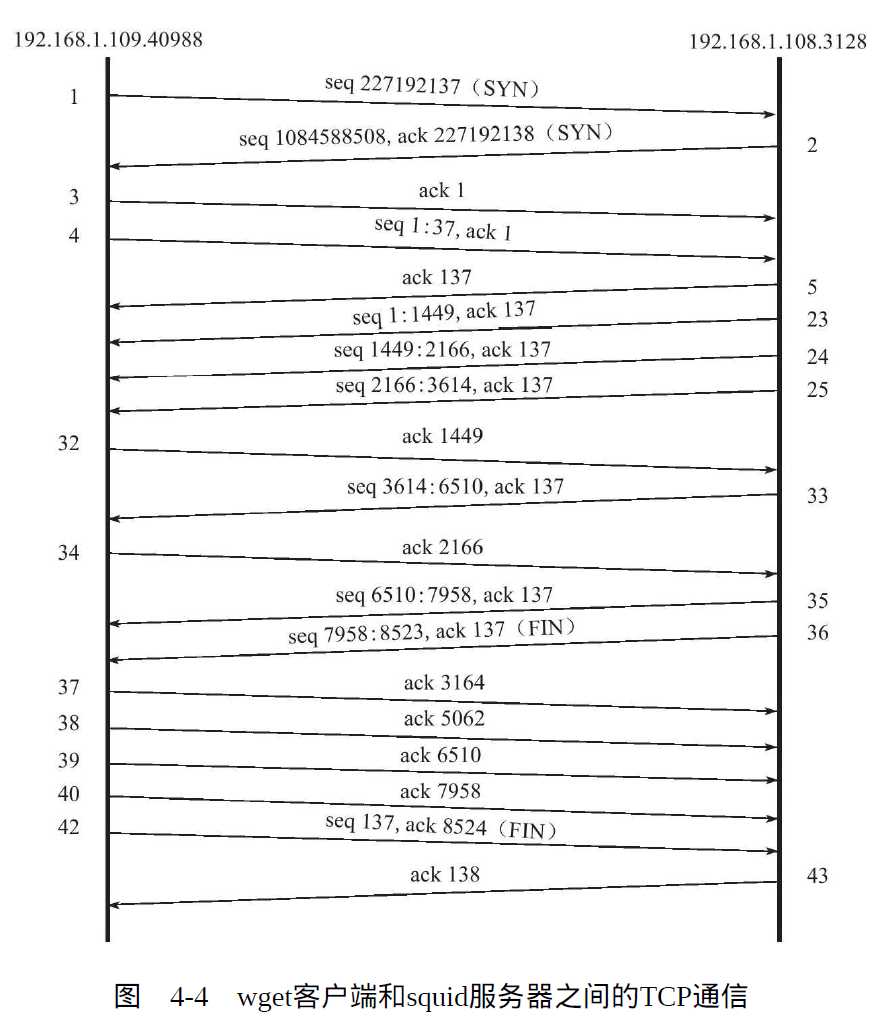 192.168.1.109.40988
192.168.1.108.3128
1
seq 227192137（SYN）
seq 1084588508, ack 227192138（SYN）
2
3
ack 1
4
seq 1:37, ack 1
ack 137
5
seq 1:1449, ack 137
23
seq 1449:2166, ack 137
24
seq 2166:3614, ack 137
25
32
ack 1449
seq 3614:6510, ack 137
33
34
ack 2166
seq 6510:7958, ack 137
35
seq 7958:8523, ack 137（FIN）
36
37
ack 3164
38
ack 5062
39
ack 6510
40
ack 7958
42
seq 137, ack 8524（FIN）
ack 138
43
图 4-4 wget客户端和squid服务器之间的TCP通信